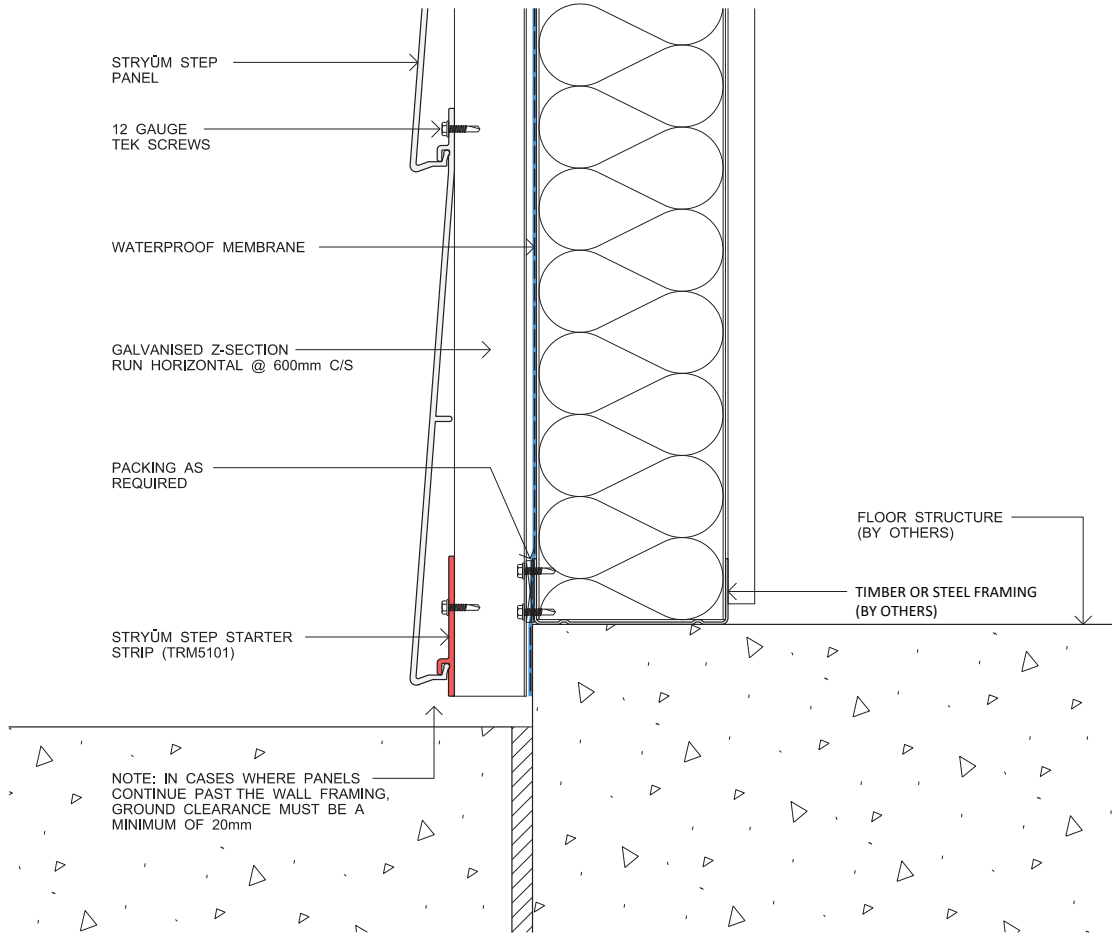 STRYŪM STEP
PANEL
12 GAUGE
TEK SCREWS
WATERPROOF MEMBRANE
GALVANISED Z-SECTION
RUN HORIZONTAL @ 600mm C/S
PACKING AS
REQUIRED
FLOOR STRUCTURE
(BY OTHERS)
TIMBER OR STEEL FRAMING
(BY OTHERS)
STRYŪM STEP STARTER
STRIP (TRM5101)
NOTE: IN CASES WHERE PANELS
CONTINUE PAST THE WALL FRAMING,
GROUND CLEARANCE MUST BE A
MINIMUM OF 20mm